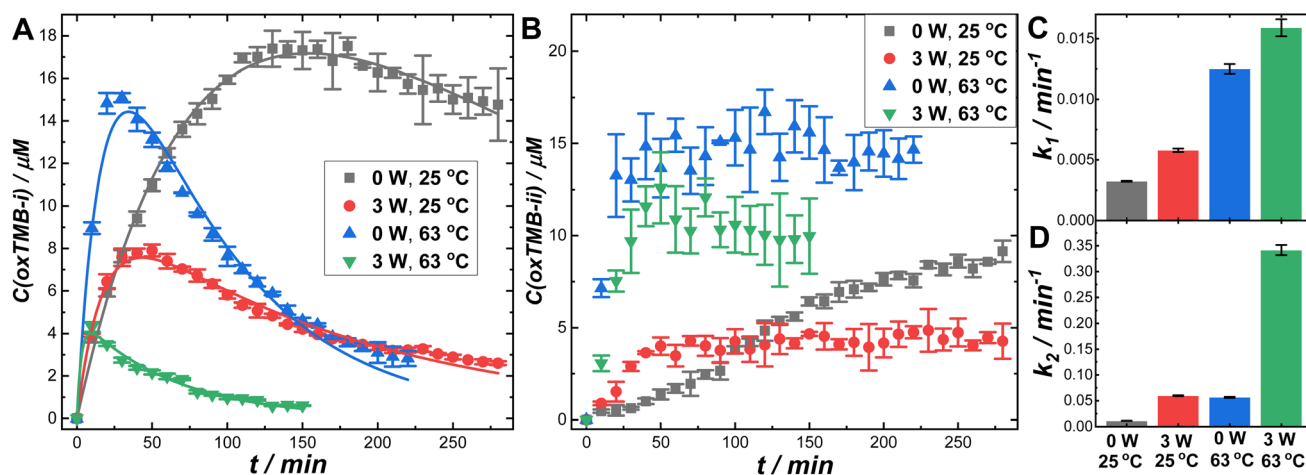 A
C(oxTMB-i) / μM
18
16
14
12
10
8
6
4
2
0
0 W, 25 °C
3 W, 25 °C
0 W, 63 °C
3 W, 63 °C
0 50 100 150 200 250
t / min
B
C(oxTMB-ii) / μM
20
15
10
5
0
0 W, 25 °C
3 W, 25 °C
0 W, 63 °C
3 W, 63 °C
0 50 100 150 200 250
t / min
C
k1 / min-1
0.015
0.010
0.005
0.000
D
k2 / min-1
0.35
0.30
0.25
0.20
0.15
0.10
0.05
0.00
0 W 3 W 0 W 3 W
25 °C 25 °C 63 °C 63 °C